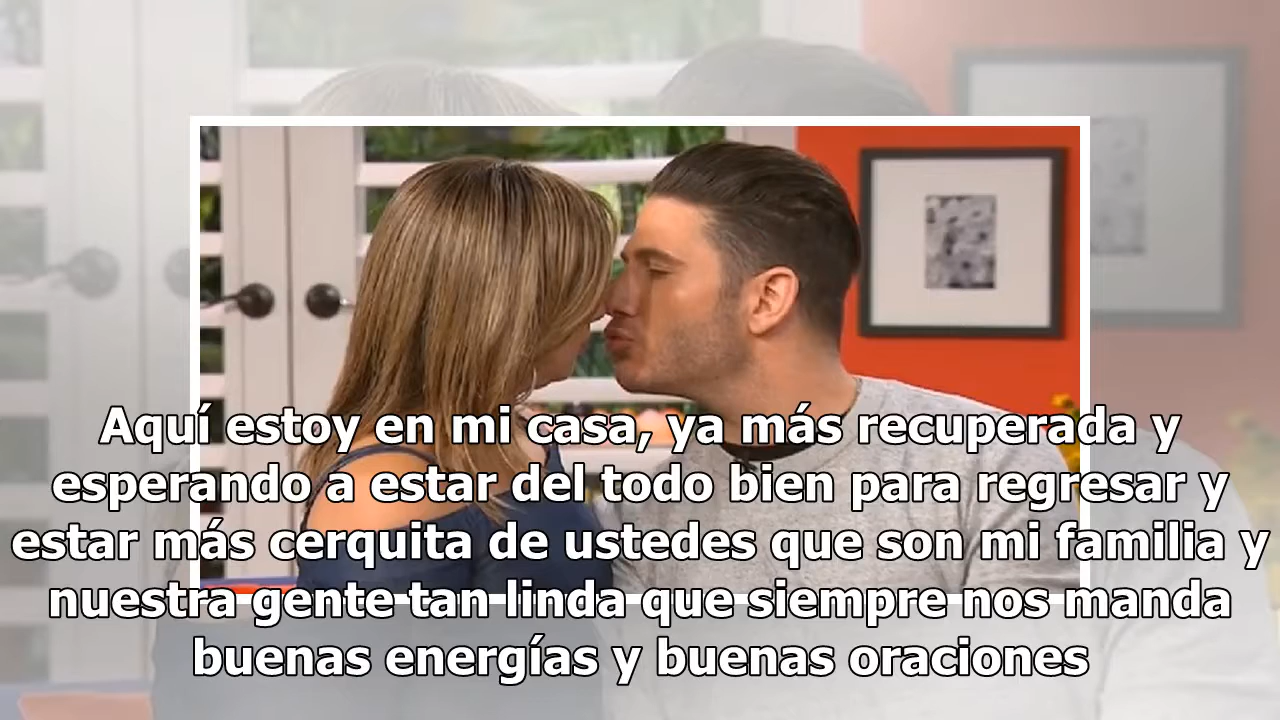 Aquí estoy en mi casa, ya más recuperada y
esperando a estar del todo bien para regresar y
estar más cerquita de ustedes que son mi familia y
nuestra gente tan linda que siempre nos manda
buenas energías y buenas oraciones